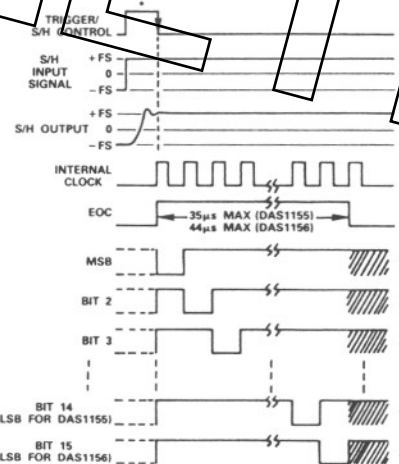 TRIGGER/
S/H CONTROL
*
S/H
INPUT
SIGNAL
+FS
0
−FS
S/H OUTPUT
+FS
0
−FS
INTERNAL
CLOCK
EOC
35μs MAX (DAS1155)
44μs MAX (DAS1156)
MSB
BIT 2
BIT 3
BIT 14
LSB FOR DAS1155)
BIT 15
LSB FOR DAS1156)